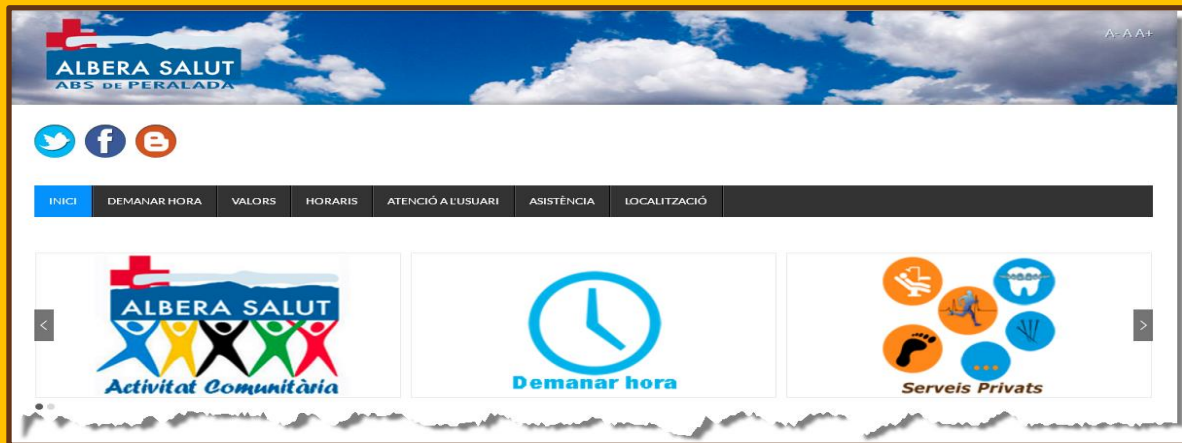 A- A A+
ALBERA SALUT
ABS DE PERALADA
INICI DEMANAR HORA VALORS HORARIS ATENCIÓ A L'USUARI ASISTÈNCIA LOCALITZACIÓ
ALBERA SALUT
Activitat Comunitària
Demanar hora
Serveis Privats